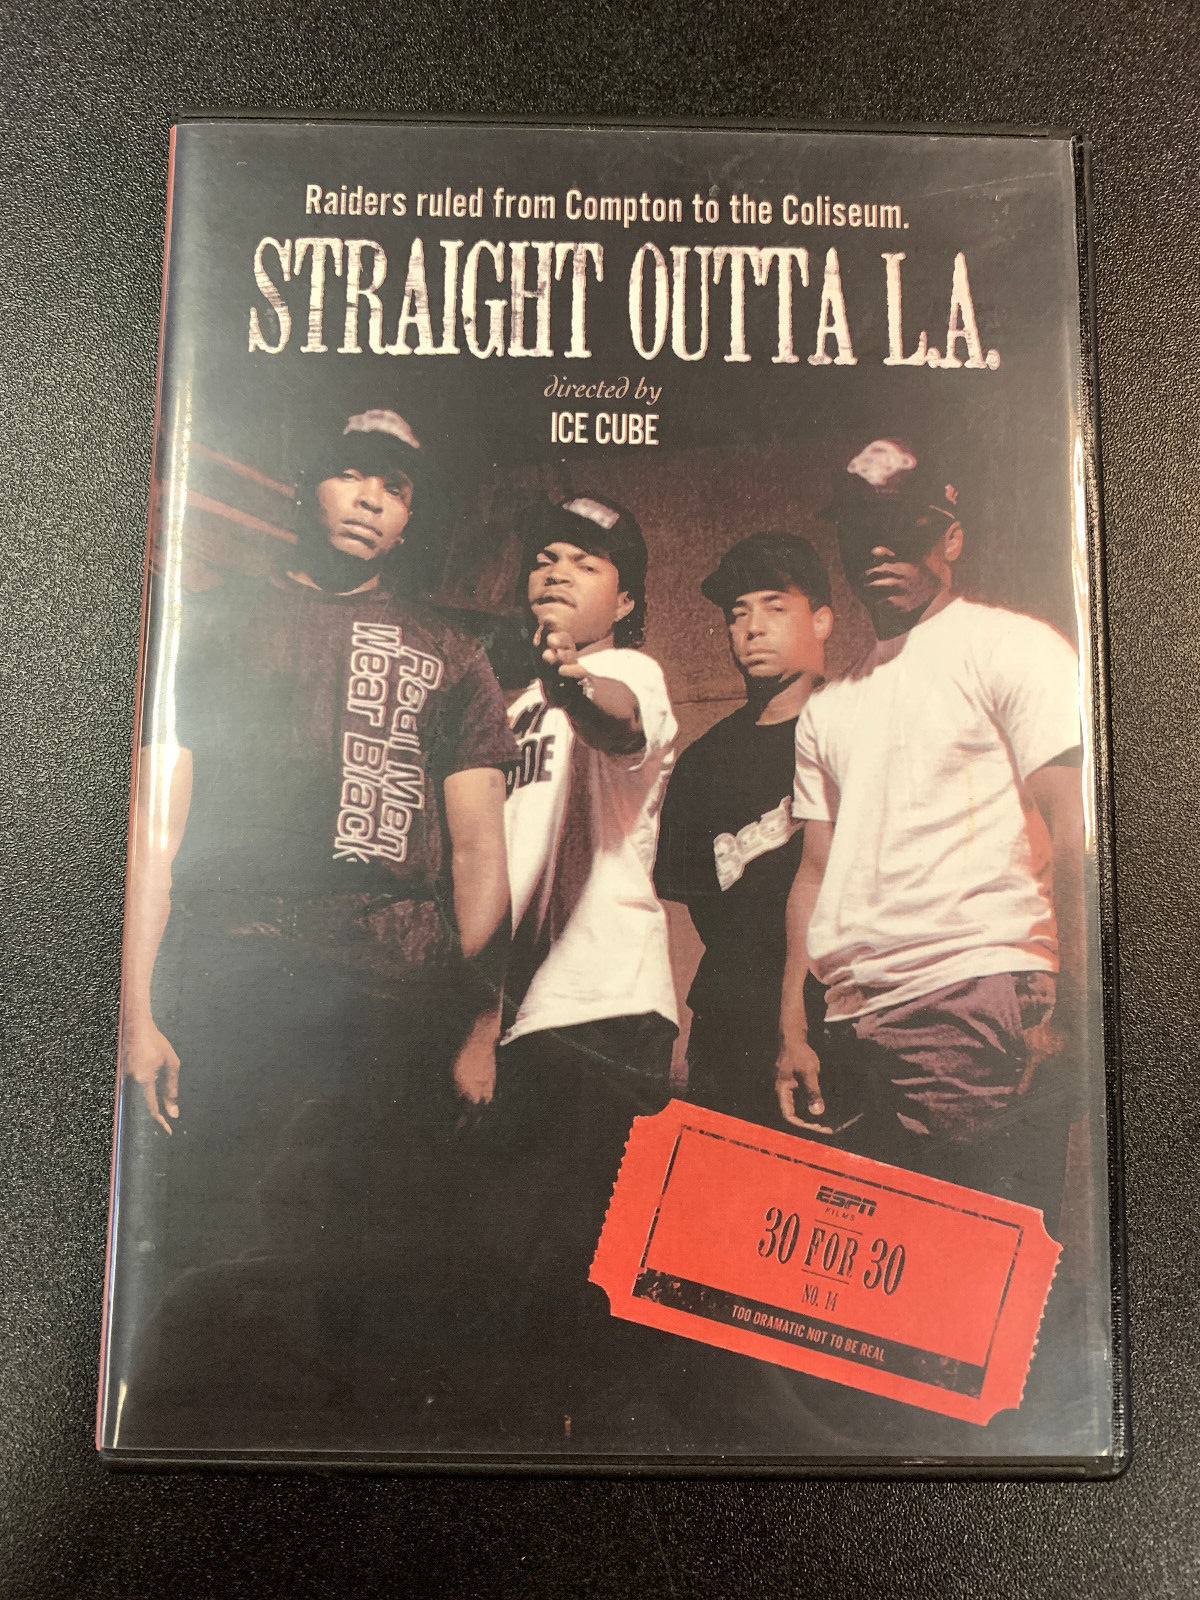 Raiders ruled from Compton to the Coliseum.
STRAIGHT OUTTA L.A.
directed by
ICE CUBE
Real Men
Wear Black
ESPN
FILMS
30 FOR 30
NO. 14
TOO DRAMATIC NOT TO BE REAL